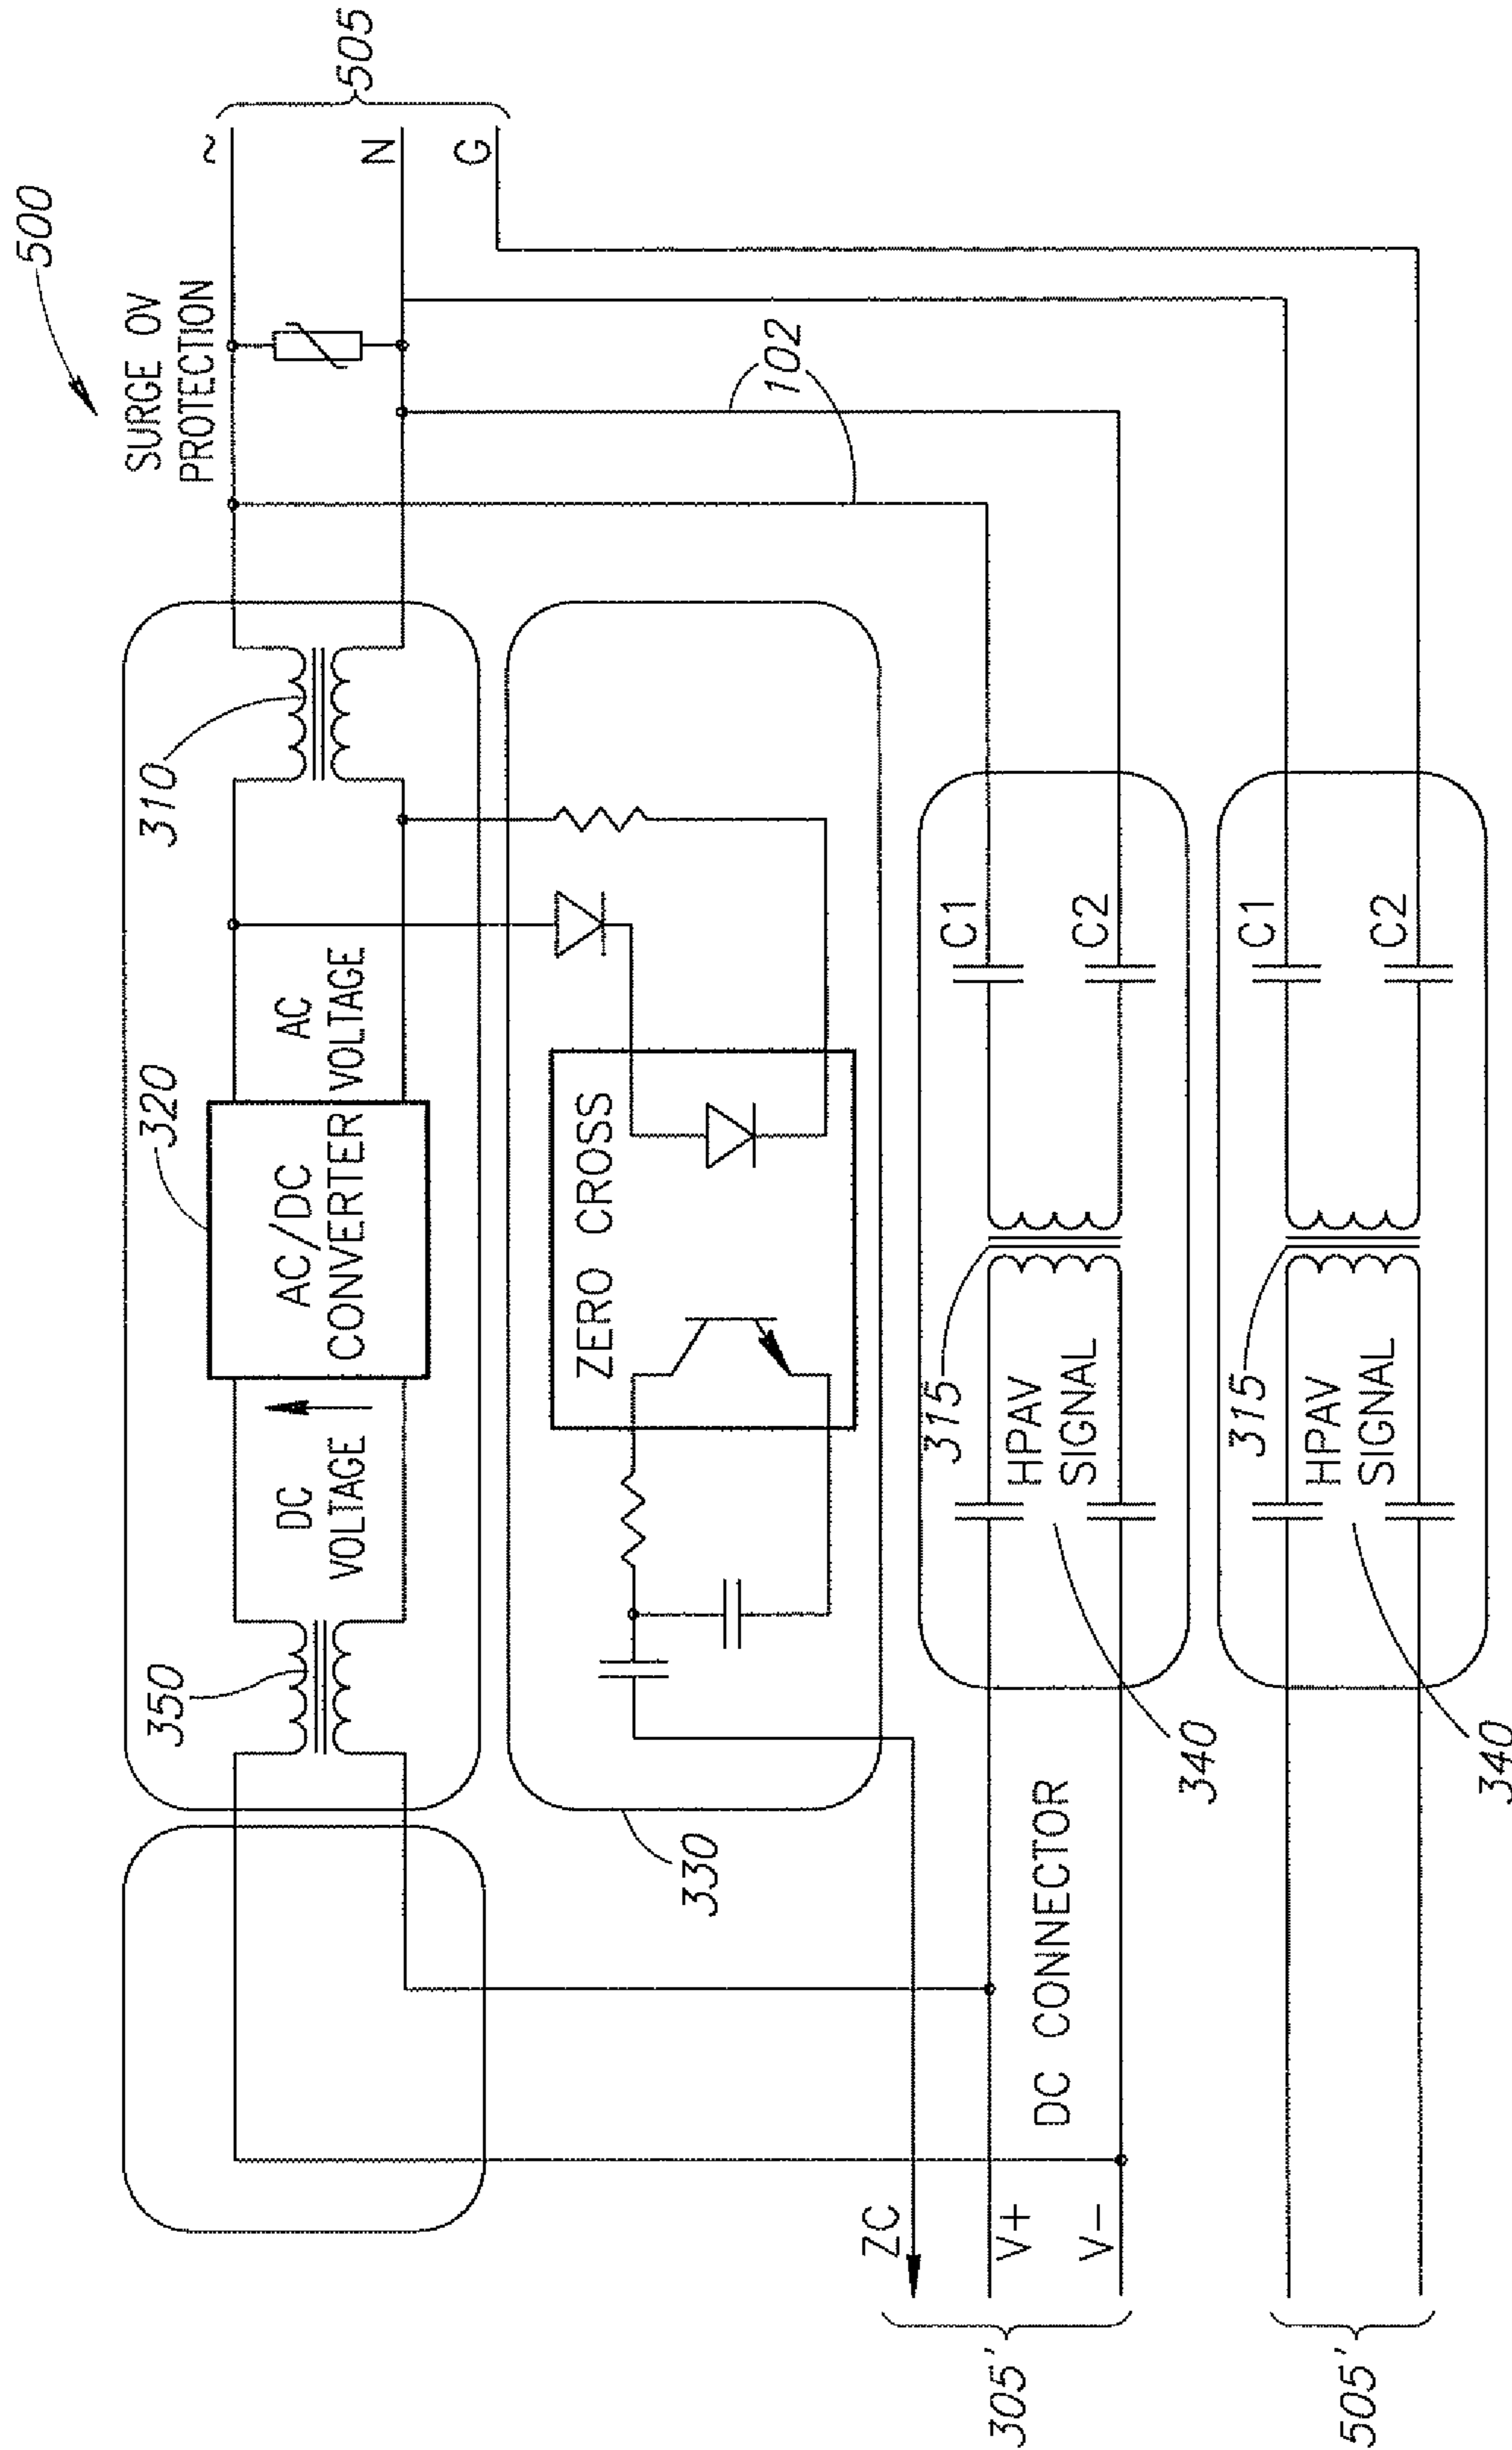 500
SURGE OV
PROTECTION
~
N
G
505
102
310
320
AC/DC
CONVERTER
AC
VOLTAGE
DC
VOLTAGE
350
ZERO CROSS
330
C1
C2
315
HPAV
SIGNAL
340
C1
C2
315
HPAV
SIGNAL
340
DC CONNECTOR
ZC
V+
V-
305'
505'